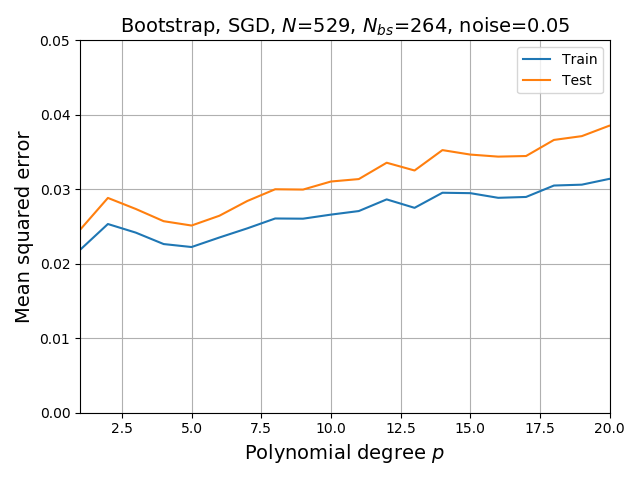 Bootstrap, SGD, N=529, N_bs=264, noise=0.05
Train
Test
0.05
0.04
0.03
0.02
0.01
0.00
Mean squared error
2.5 5.0 7.5 10.0 12.5 15.0 17.5 20.0
Polynomial degree p